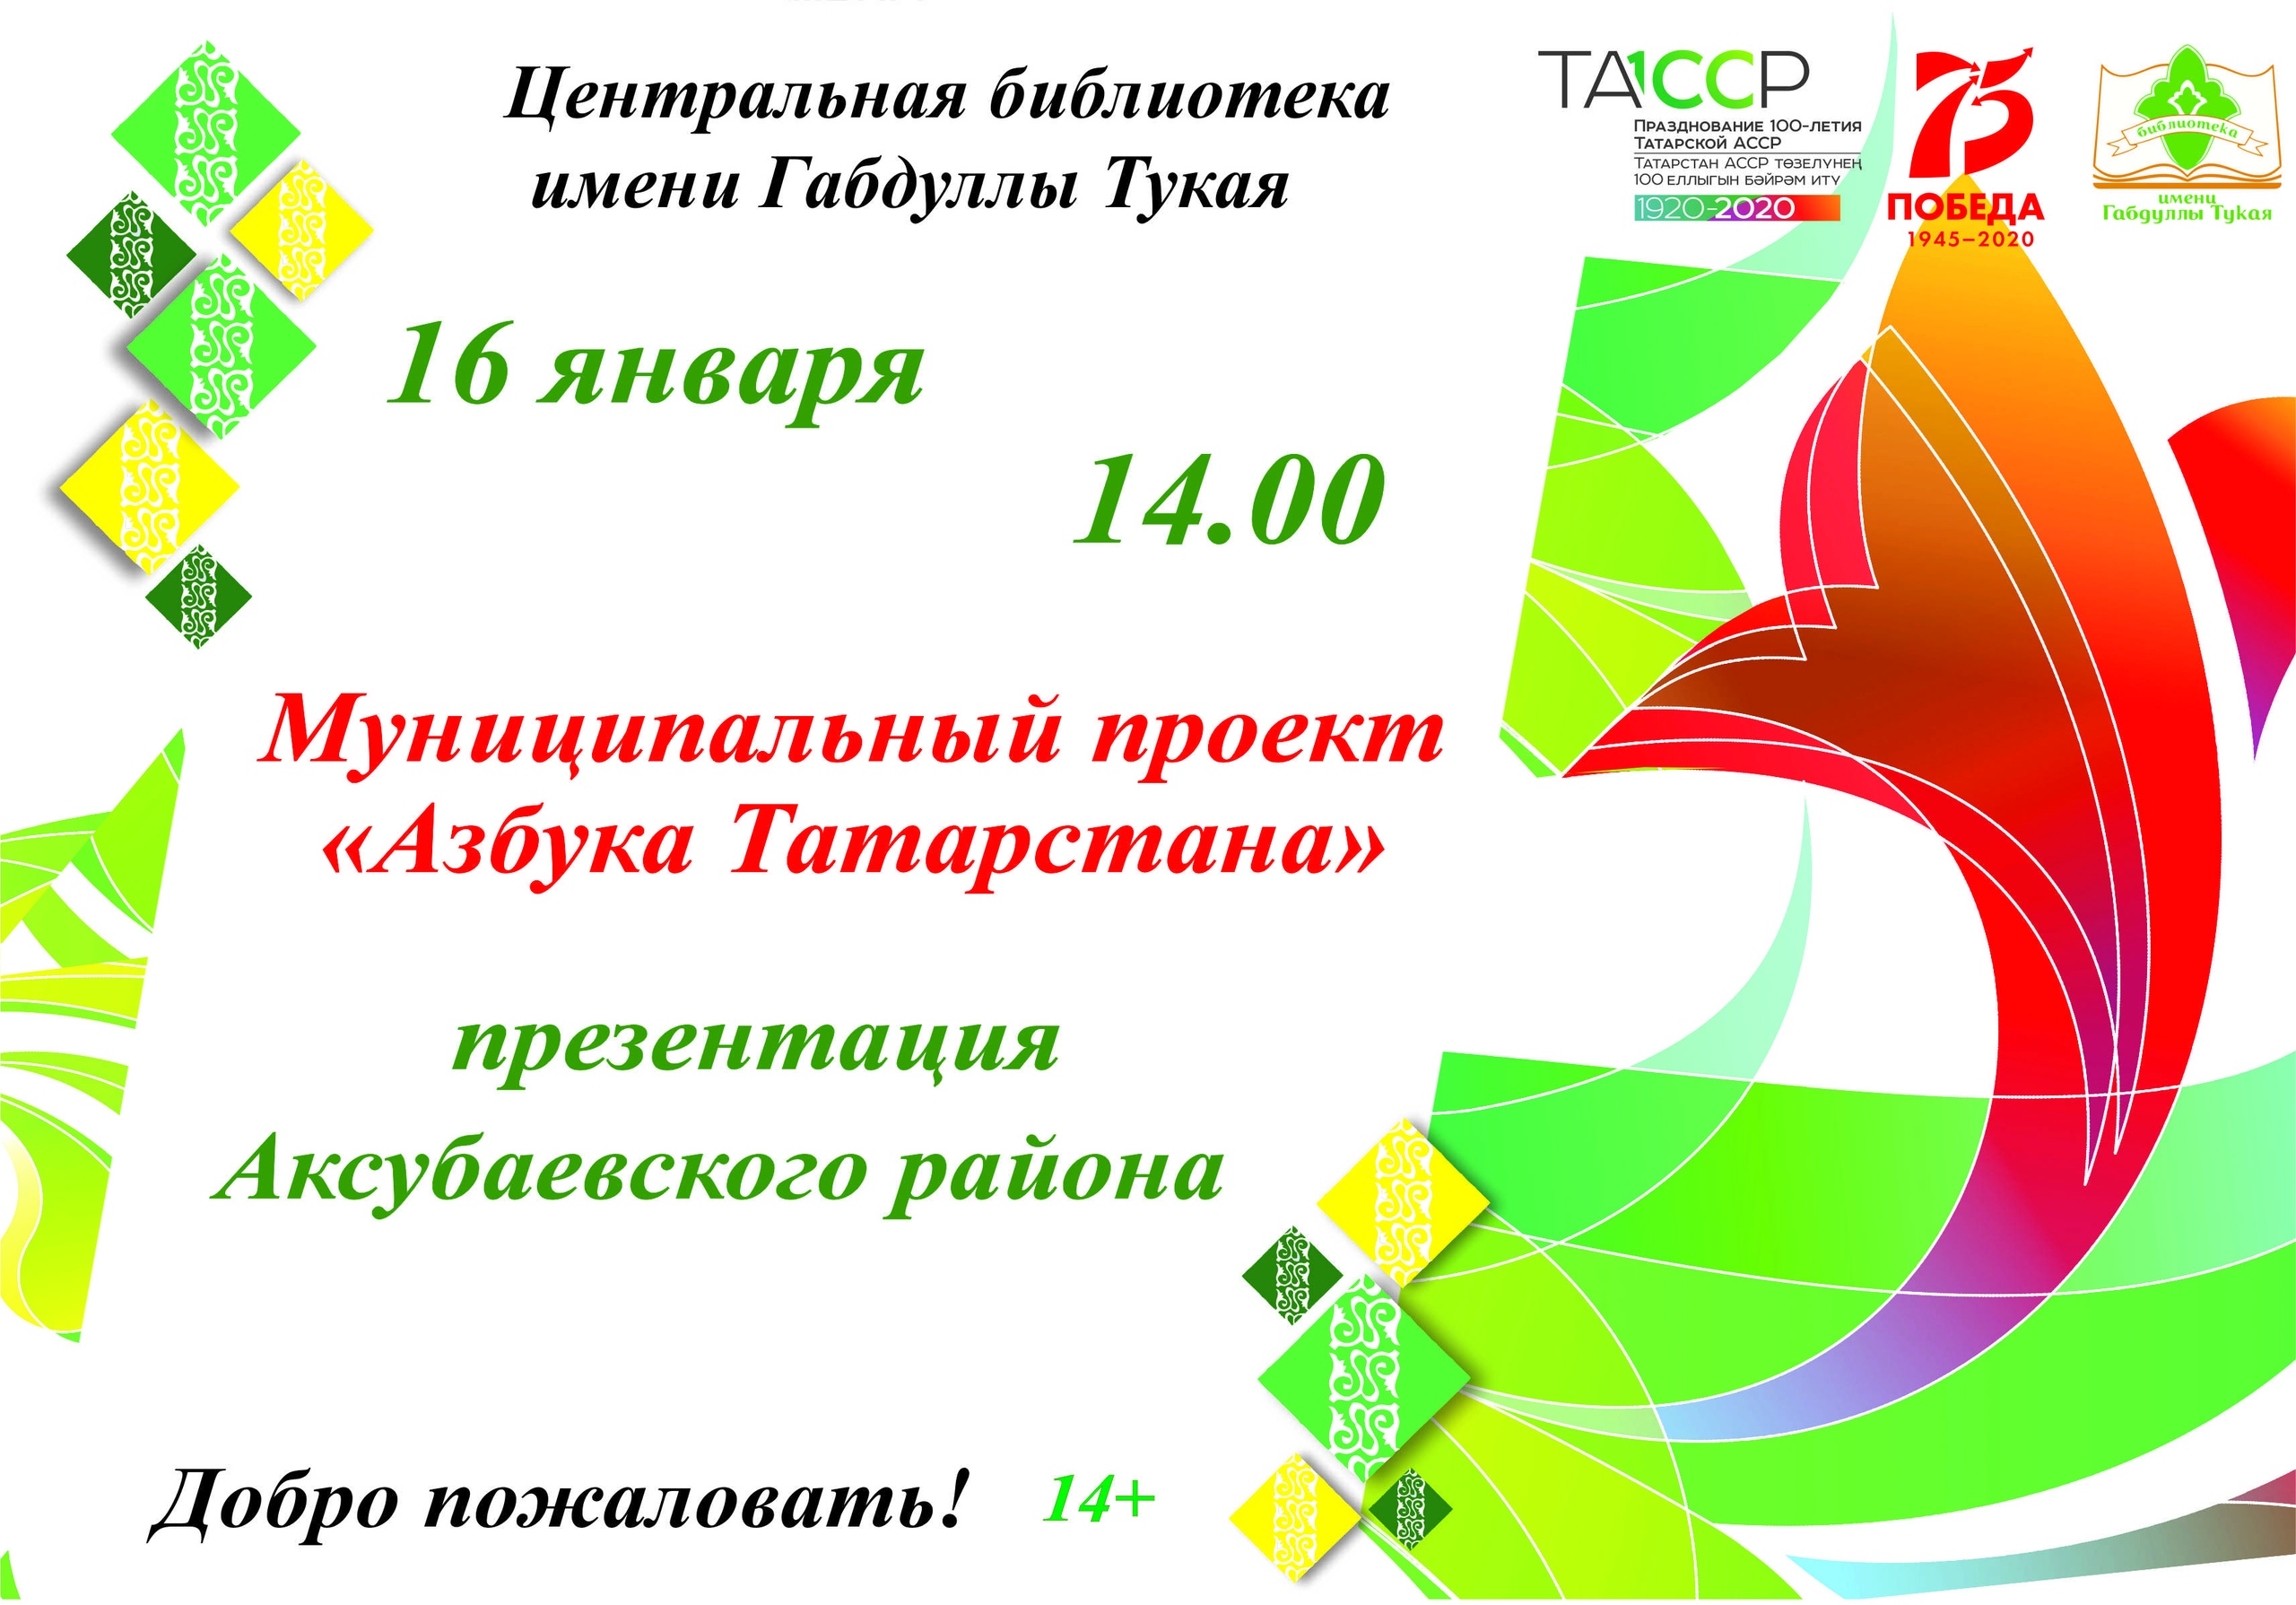 Центральная библиотека
имени Габдуллы Тукая
ТА1ССР
ПРАЗДНОВАНИЕ 100-ЛЕТИЯ
ТАТАРСКОЙ АССР
ТАТАРСТАН АССР ТӨЗЕЛҮНЕҢ
100 ЕЛЛЫГЫН БӘЙРӘМ ИТҮ
1920-2020
75
ПОБЕДА
1945–2020
библиотека
имени
Габдуллы Тукая
16 января
14.00
Муниципальный проект
«Азбука Татарстана»
презентация
Аксубаевского района
Добро пожаловать! 14+